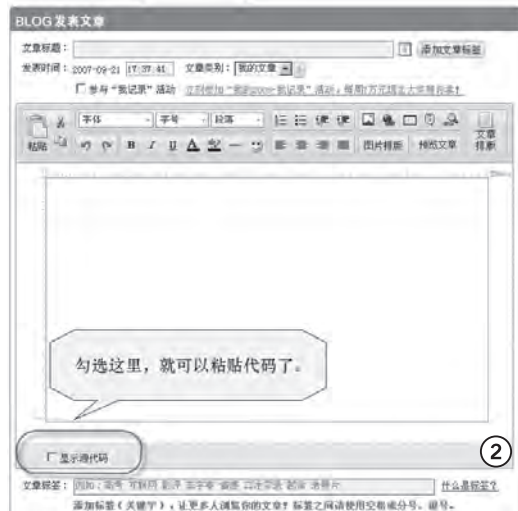 BLOG发表文章
文章标题：
添加文章标签
发表时间：2007-09-21 17:37:41 文章类别：我的文章
参与“我记录”活动
字体 字号 段落
粘贴 B I U A 图片排版 预览文章 文章排版
勾选这里，就可以粘贴代码了。
显示源代码
②
文章标签： 什么是标签？
添加标签（关键字），让更多人浏览你的文章！标签之间请使用空格或分号、逗号。